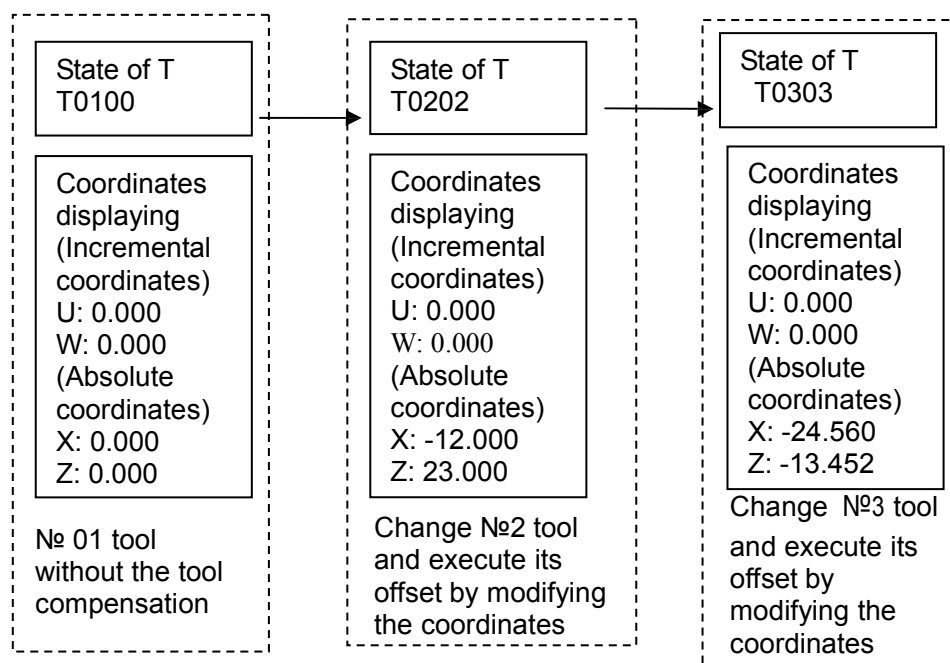 State of T
T0100
Coordinates
displaying
(Incremental
coordinates)
U: 0.000
W: 0.000
(Absolute
coordinates)
X: 0.000
Z: 0.000
№ 01 tool
without the tool
compensation
State of T
T0202
Coordinates
displaying
(Incremental
coordinates)
U: 0.000
W: 0.000
(Absolute
coordinates)
X: -12.000
Z: 23.000
Change №2 tool
and execute its
offset by modifying
the coordinates
State of T
T0303
Coordinates
displaying
(Incremental
coordinates)
U: 0.000
W: 0.000
(Absolute
coordinates)
X: -24.560
Z: -13.452
Change №3 tool
and execute its
offset by
modifying the
coordinates